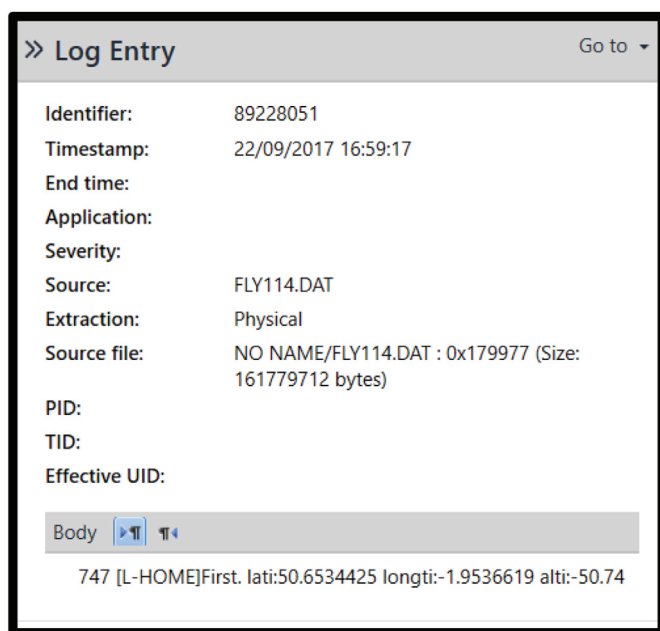 » Log Entry Go to
Identifier: 89228051
Timestamp: 22/09/2017 16:59:17
End time:
Application:
Severity:
Source: FLY114.DAT
Extraction: Physical
Source file: NO NAME/FLY114.DAT : 0x179977 (Size:
161779712 bytes)
PID:
TID:
Effective UID:
Body ¶ ¶
747 [L-HOME]First. lati:50.6534425 longti:-1.9536619 alti:-50.74